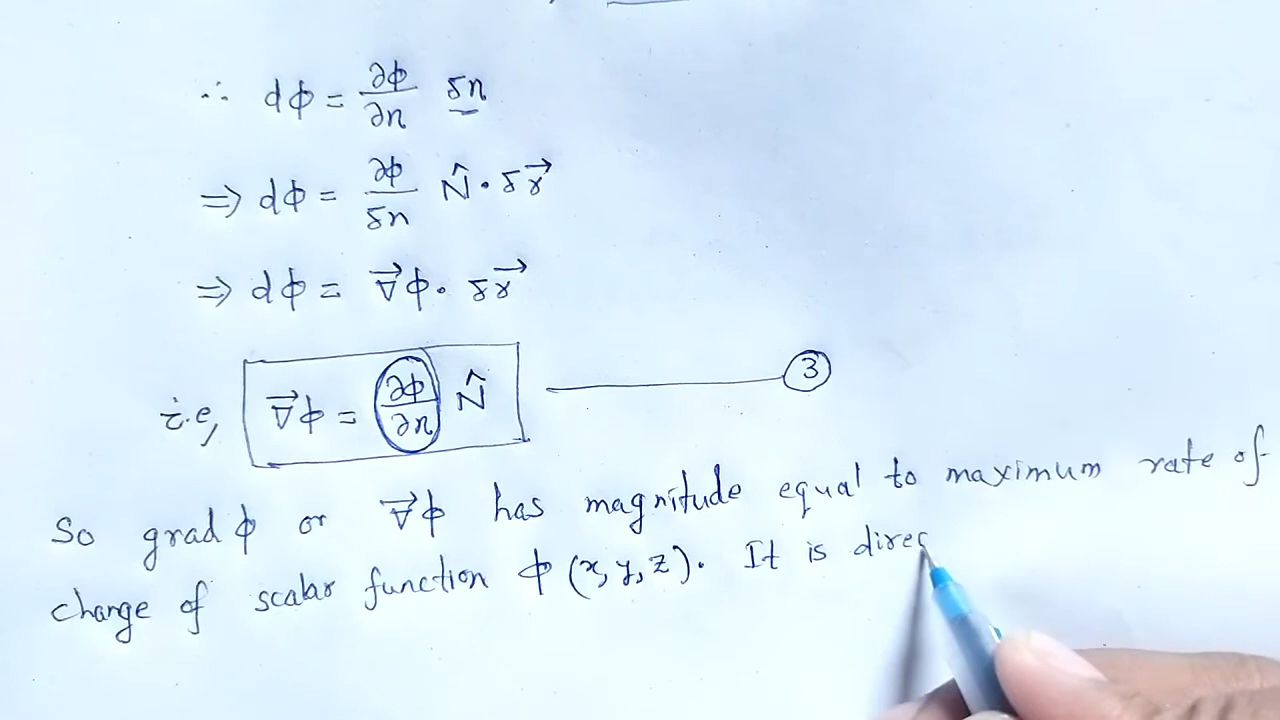 ∴ dϕ = ∂ϕ/∂n δn
⇒ dϕ = ∂ϕ/δn N̂ · δr⃗
⇒ dϕ = ∇⃗ϕ · δr⃗
i.e, ∇⃗ϕ = ∂ϕ/∂n N̂ ③
So grad ϕ or ∇⃗ϕ has magnitude equal to maximum rate of
change of scalar function ϕ (x, y, z). It is direc